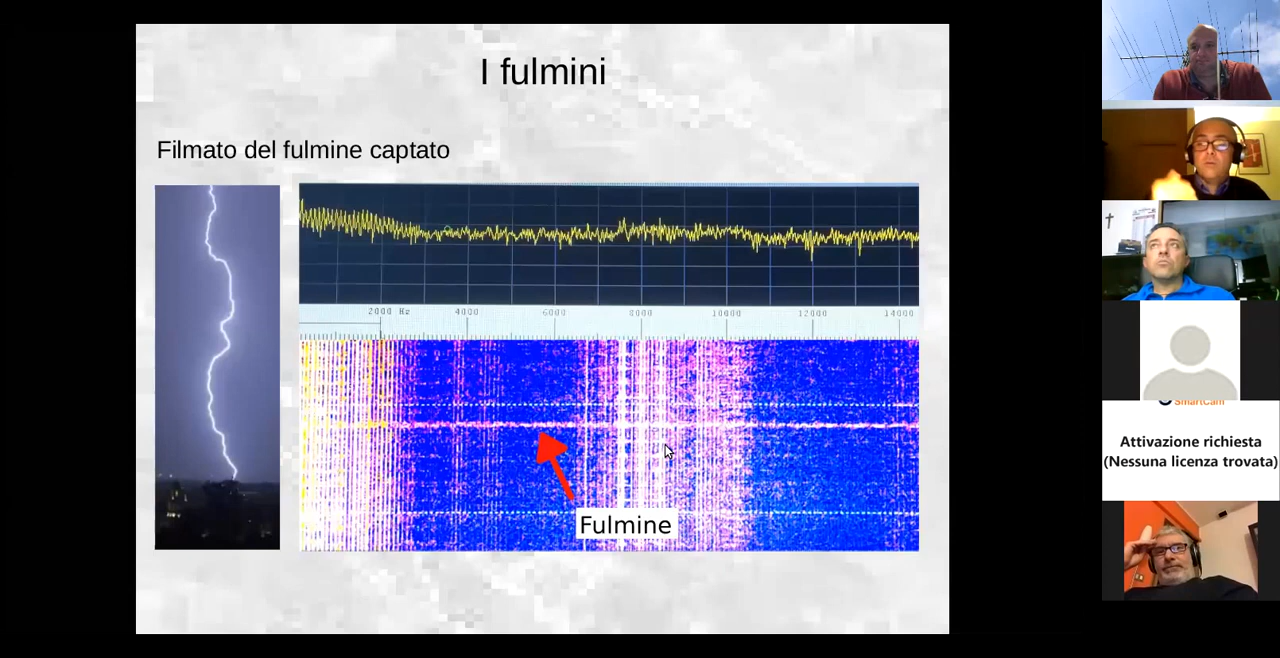 I fulmini
Filmato del fulmine captato
2000 Hz 4000 6000 8000 10000 12000 14000
Fulmine
SmartCam
Attivazione richiesta
(Nessuna licenza trovata)